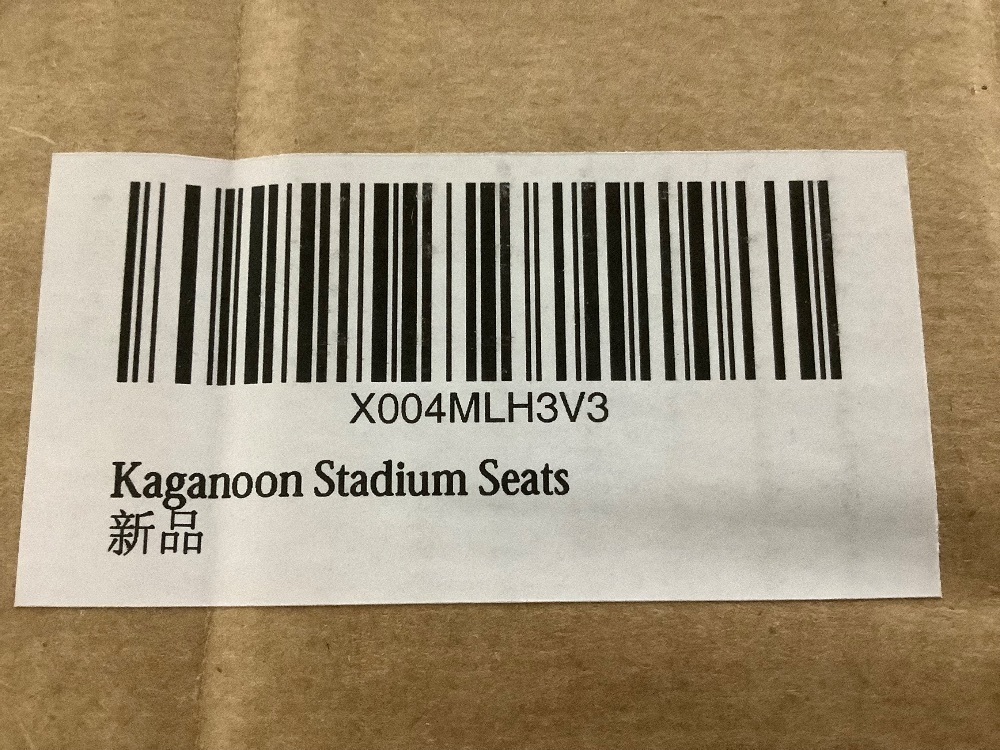 X004MLH3V3
Kaganoon Stadium Seats
新品